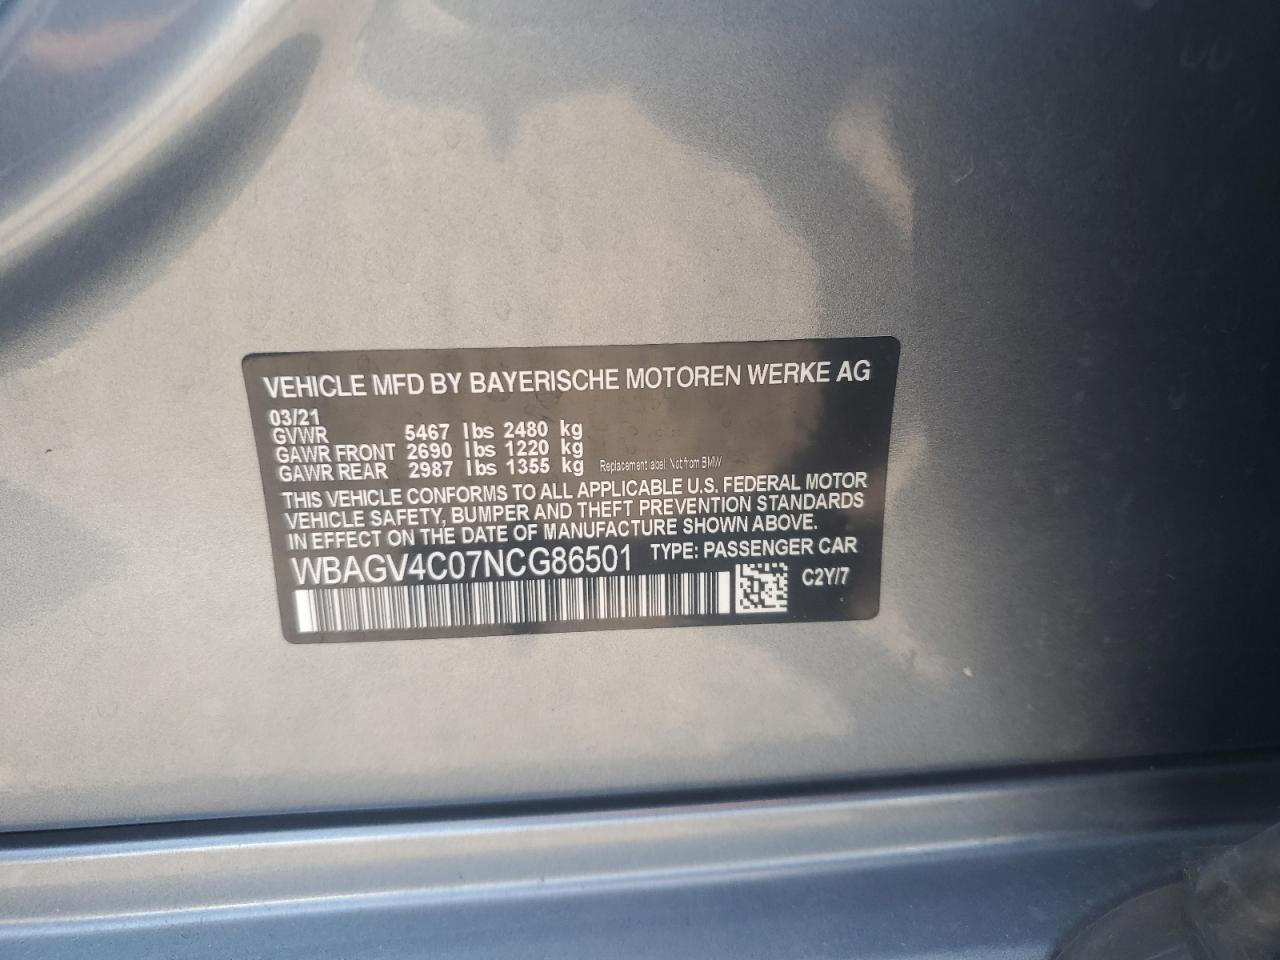 VEHICLE MFD BY BAYERISCHE MOTOREN WERKE AG
03/21
GVWR 5467 lbs 2480 kg
GAWR FRONT 2690 lbs 1220 kg
GAWR REAR 2987 lbs 1355 kg Replacement label Not from BMW
THIS VEHICLE CONFORMS TO ALL APPLICABLE U.S. FEDERAL MOTOR
VEHICLE SAFETY, BUMPER AND THEFT PREVENTION STANDARDS
IN EFFECT ON THE DATE OF MANUFACTURE SHOWN ABOVE.
WBAGV4C07NCG86501 TYPE: PASSENGER CAR
C2Y/7